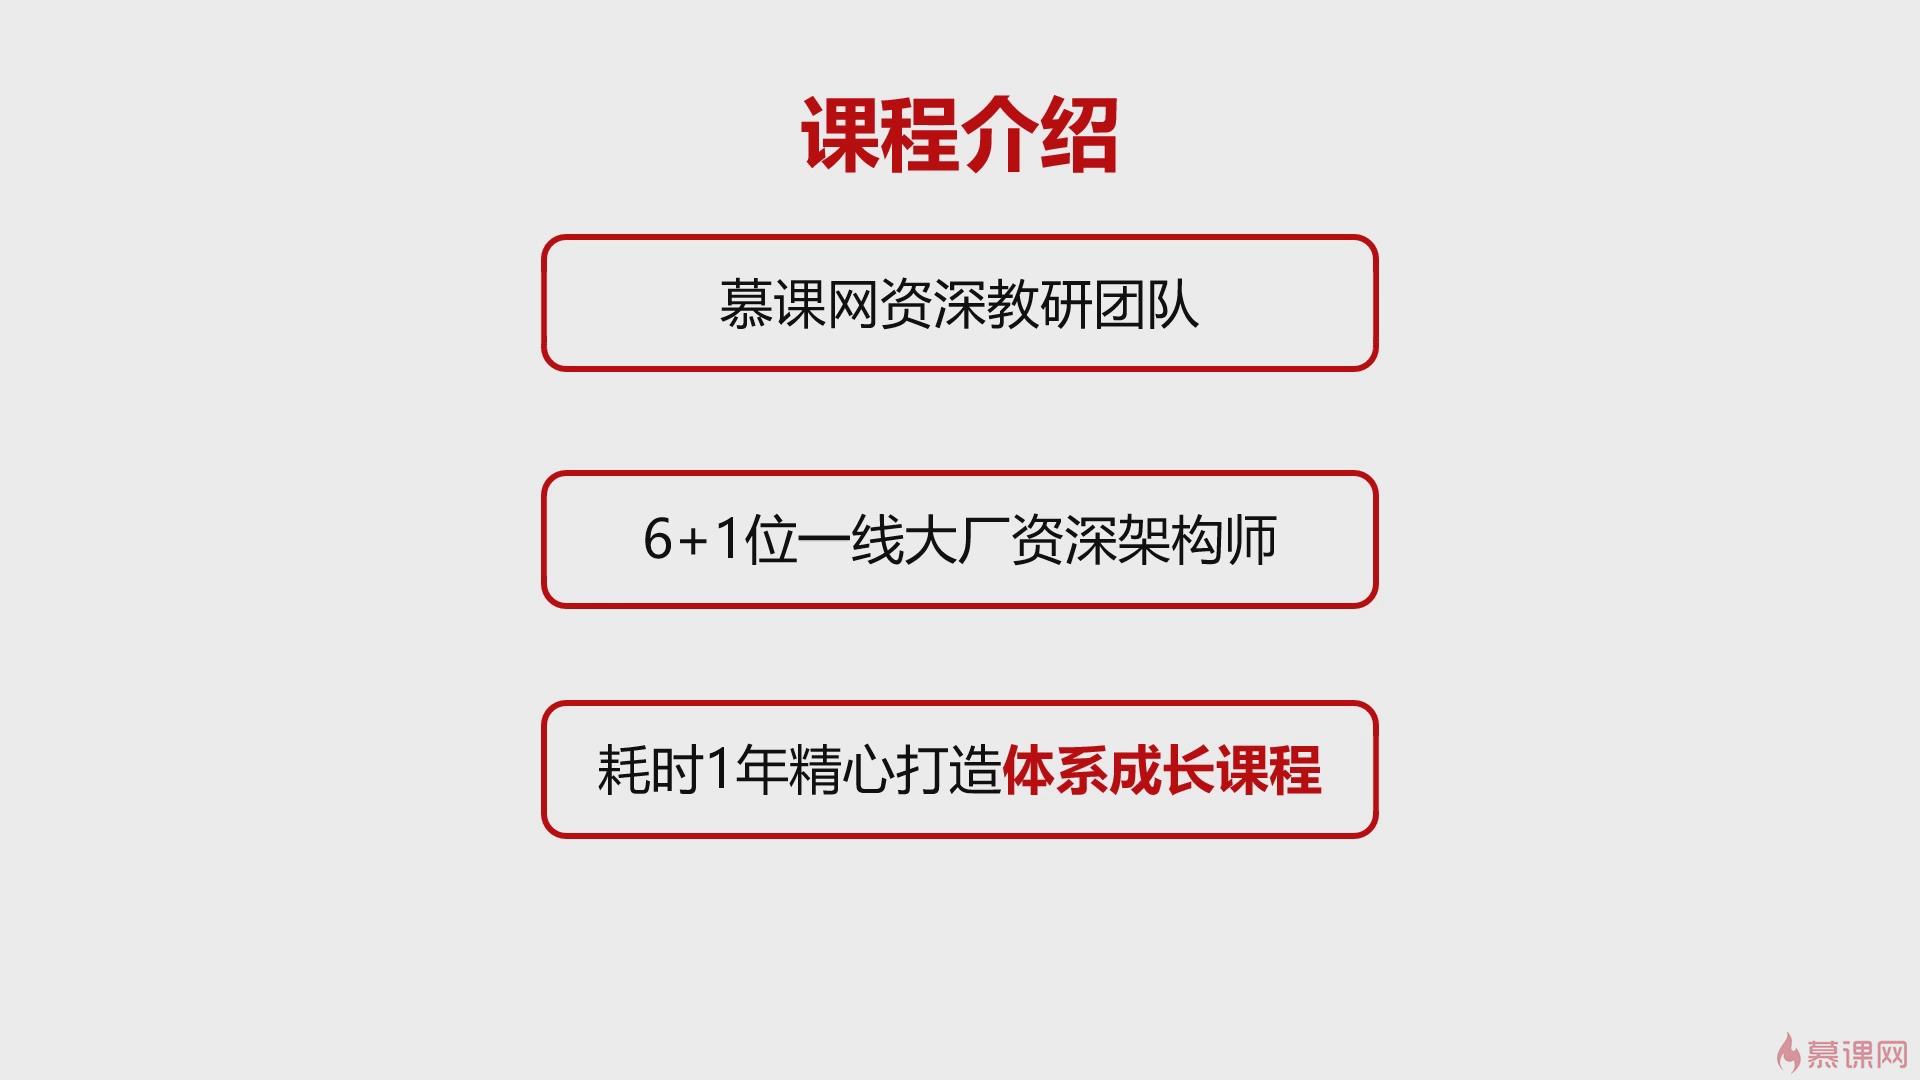 课程介绍
慕课网资深教研团队
6+1位一线大厂资深架构师
耗时1年精心打造体系成长课程
慕课网